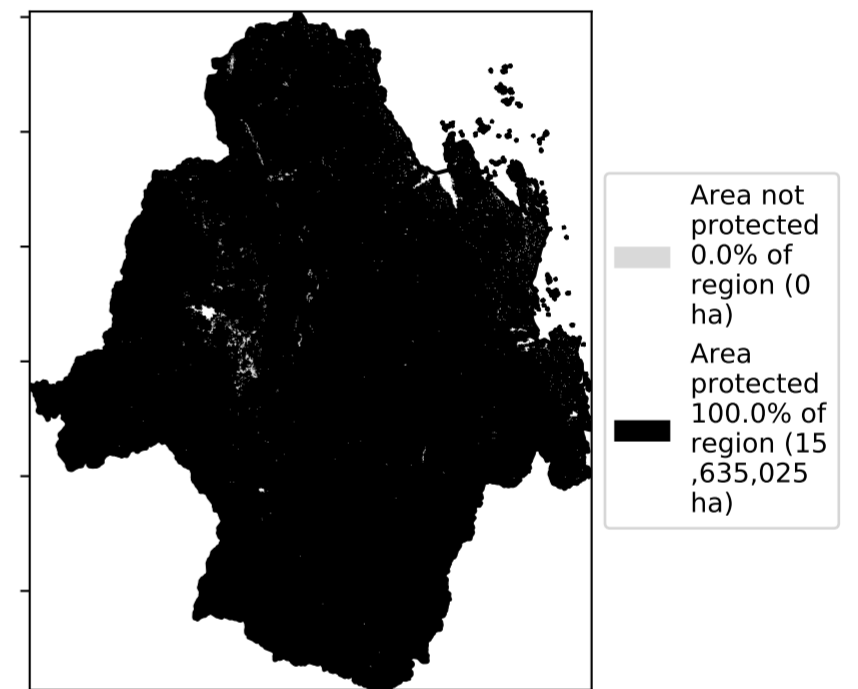 Area not
protected
0.0% of
region (0
ha)
Area
protected
100.0% of
region (15
,635,025
ha)